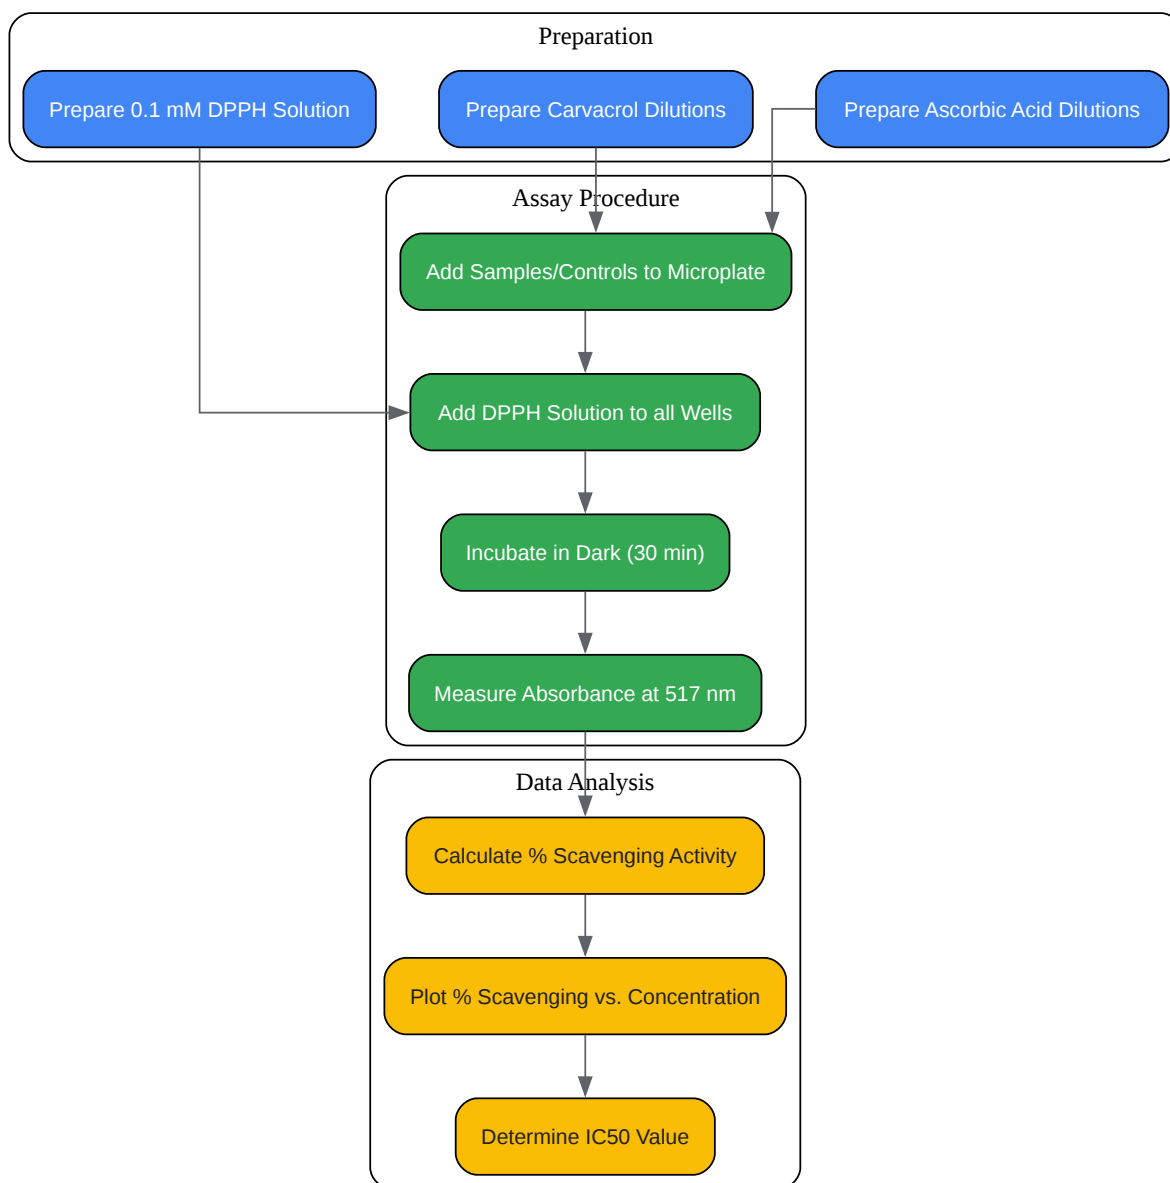 Preparation
Prepare 0.1 mM DPPH Solution
Prepare Carvacrol Dilutions
Prepare Ascorbic Acid Dilutions
Assay Procedure
Add Samples/Controls to Microplate
Add DPPH Solution to all Wells
Incubate in Dark (30 min)
Measure Absorbance at 517 nm
Data Analysis
Calculate % Scavenging Activity
Plot % Scavenging vs. Concentration
Determine IC50 Value